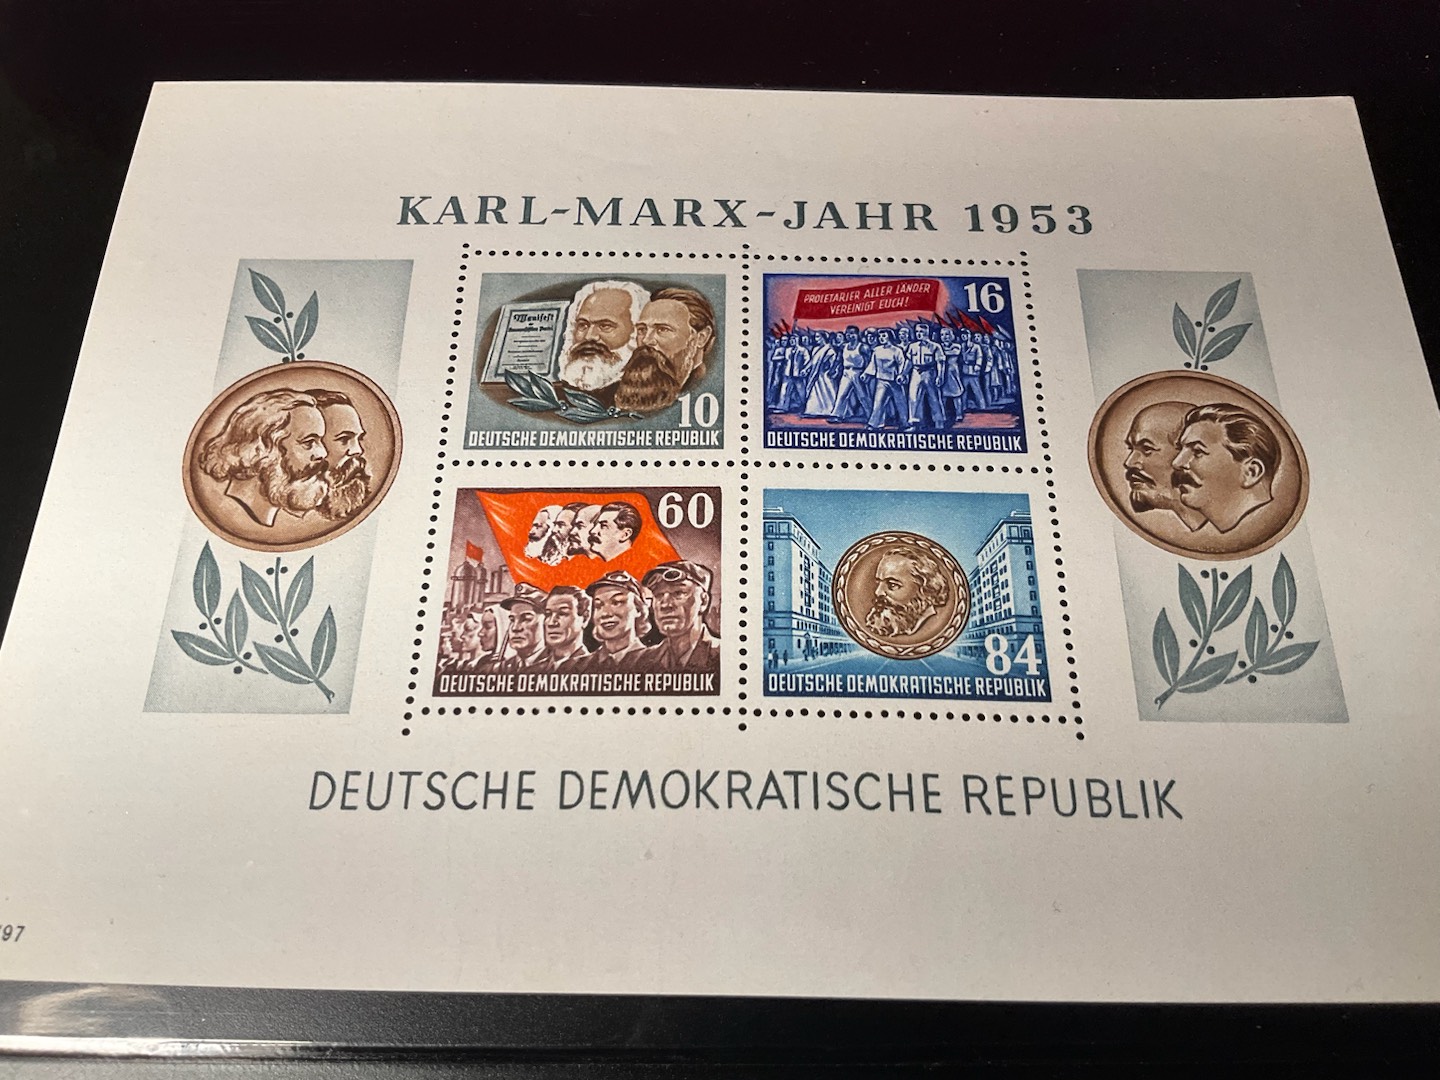 KARL-MARX-JAHR 1953
Manifest
10
DEUTSCHE DEMOKRATISCHE REPUBLIK
PROLETARIER ALLER LÄNDER
VEREINIGT EUCH!
16
DEUTSCHE DEMOKRATISCHE REPUBLIK
60
DEUTSCHE DEMOKRATISCHE REPUBLIK
84
DEUTSCHE DEMOKRATISCHE REPUBLIK
DEUTSCHE DEMOKRATISCHE REPUBLIK
/97